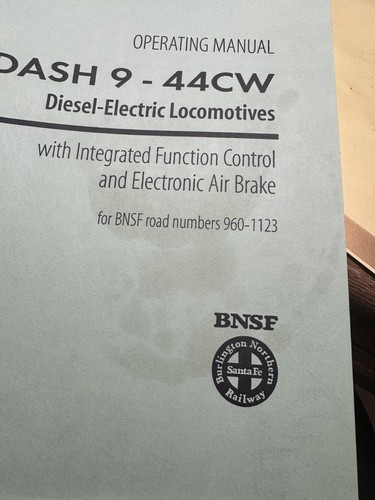 OPERATING MANUAL
DASH 9 - 44CW
Diesel-Electric Locomotives
with Integrated Function Control
and Electronic Air Brake
for BNSF road numbers 960-1123
BNSF
Burlington Northern
Santa Fe
Railway